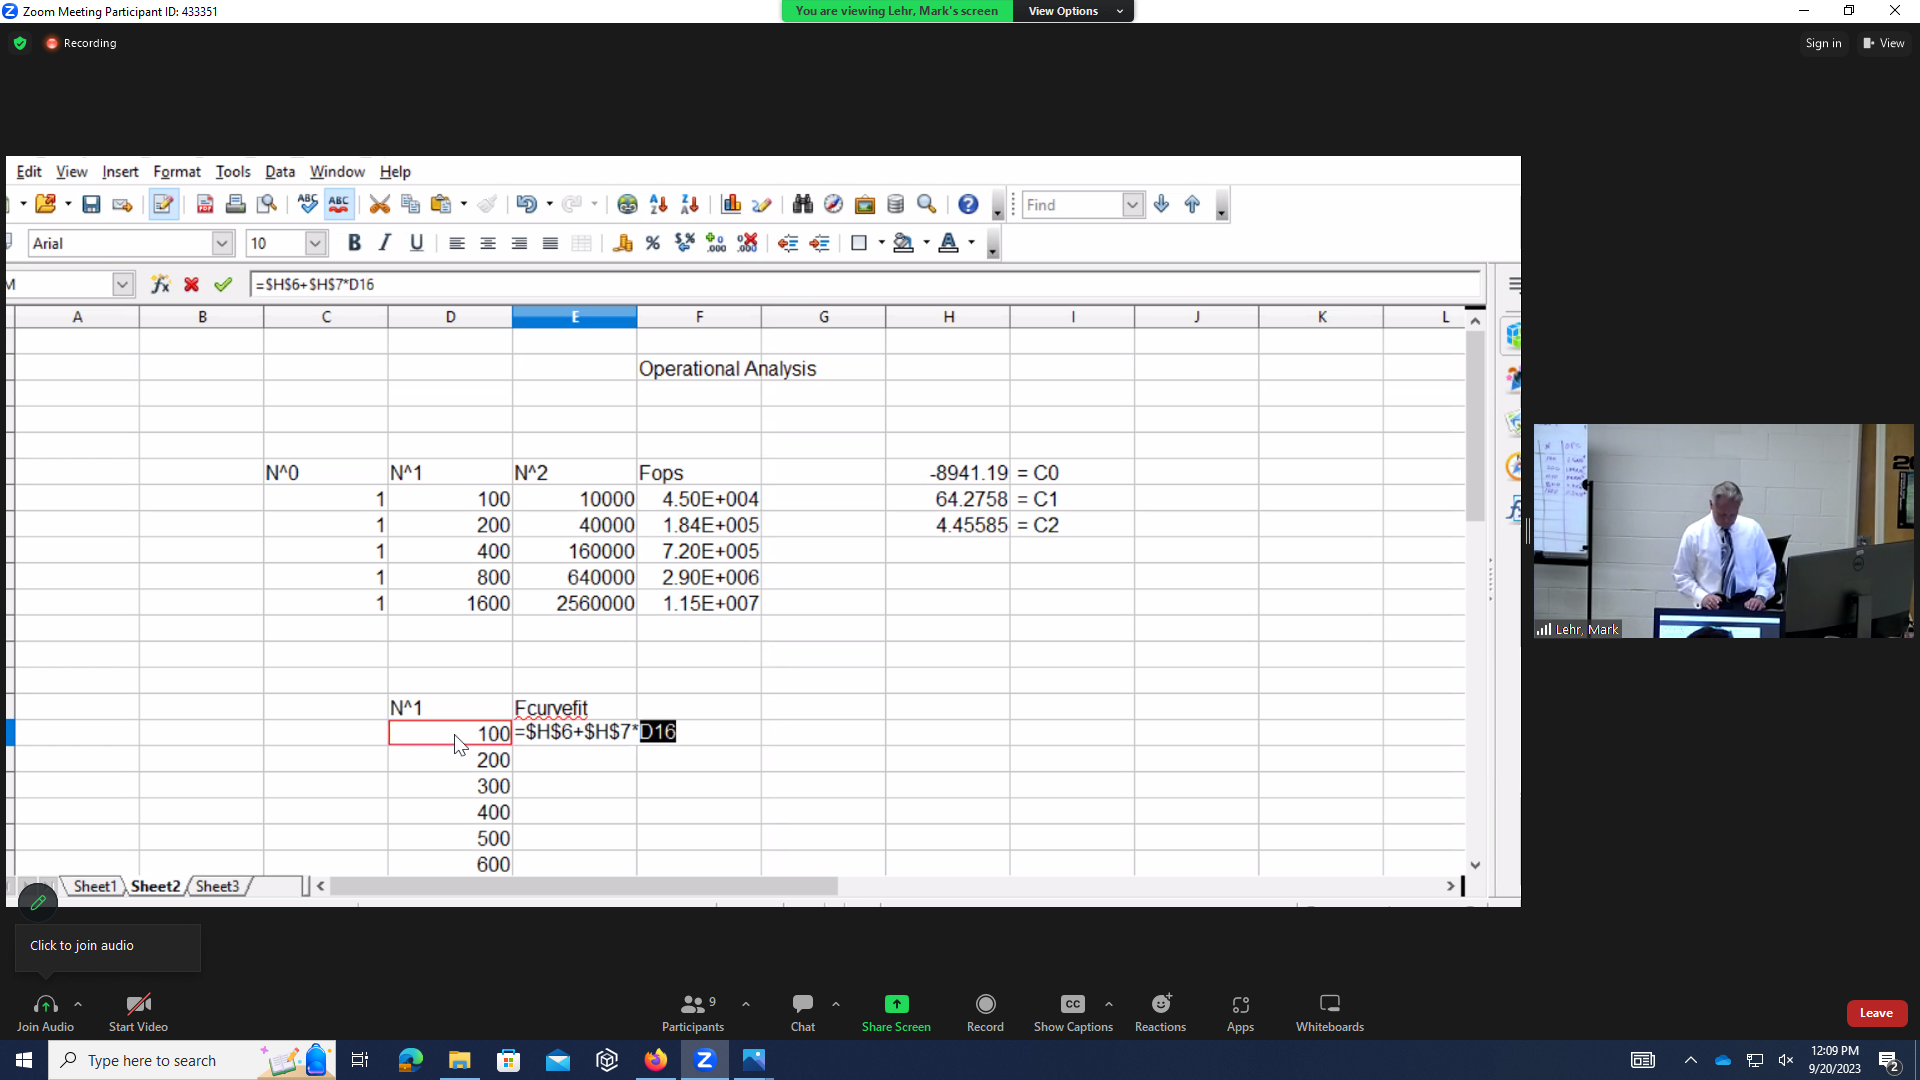 Zoom Meeting Participant ID: 433351
You are viewing Lehr, Mark's screen
View Options
Recording
Sign in
View
Edit View Insert Format Tools Data Window Help
Find
Arial
10
=$H$6+$H$7*D16
A B C D E F G H I J K L
Operational Analysis
N^0 N^1 N^2 Fops -8941.19 = C0
1 100 10000 4.50E+004 64.2758 = C1
1 200 40000 1.84E+005 4.45585 = C2
1 400 160000 7.20E+005
1 800 640000 2.90E+006
1 1600 2560000 1.15E+007
N^1 Fcurvefit
100 =$H$6+$H$7*D16
200
300
400
500
600
Sheet1 Sheet2 Sheet3
Lehr, Mark
Click to join audio
Join Audio
Start Video
Participants 9
Chat
Share Screen
Record
CC
Show Captions
Reactions
Apps
Whiteboards
Leave
Type here to search
12:09 PM
9/20/2023
2